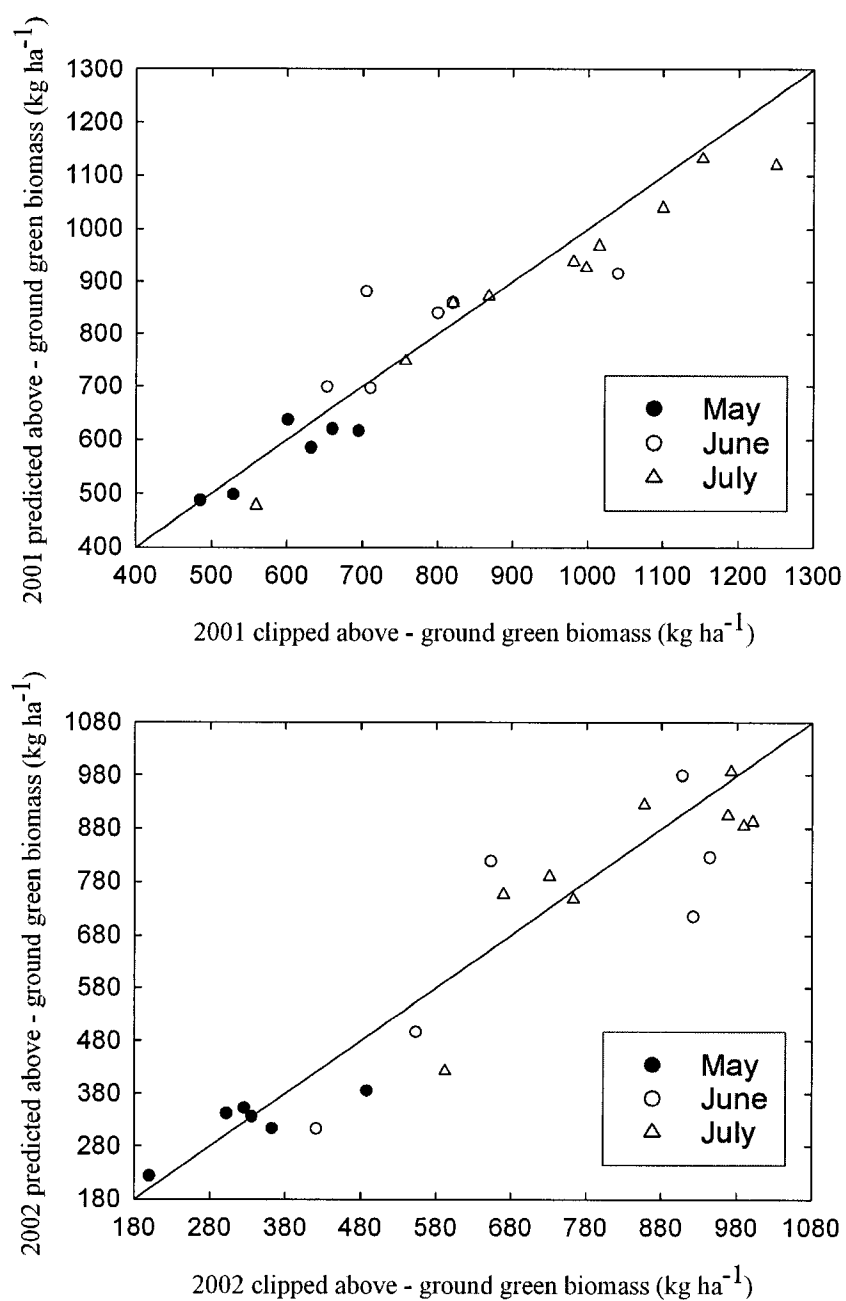 2001 predicted above - ground green biomass (kg ha-1)
1300
1200
1100
1000
900
800
700
600
500
400
May
June
July
400 500 600 700 800 900 1000 1100 1200 1300
2001 clipped above - ground green biomass (kg ha-1)
2002 predicted above - ground green biomass (kg ha-1)
1080
980
880
780
680
580
480
380
280
180
May
June
July
180 280 380 480 580 680 780 880 980 1080
2002 clipped above - ground green biomass (kg ha-1)